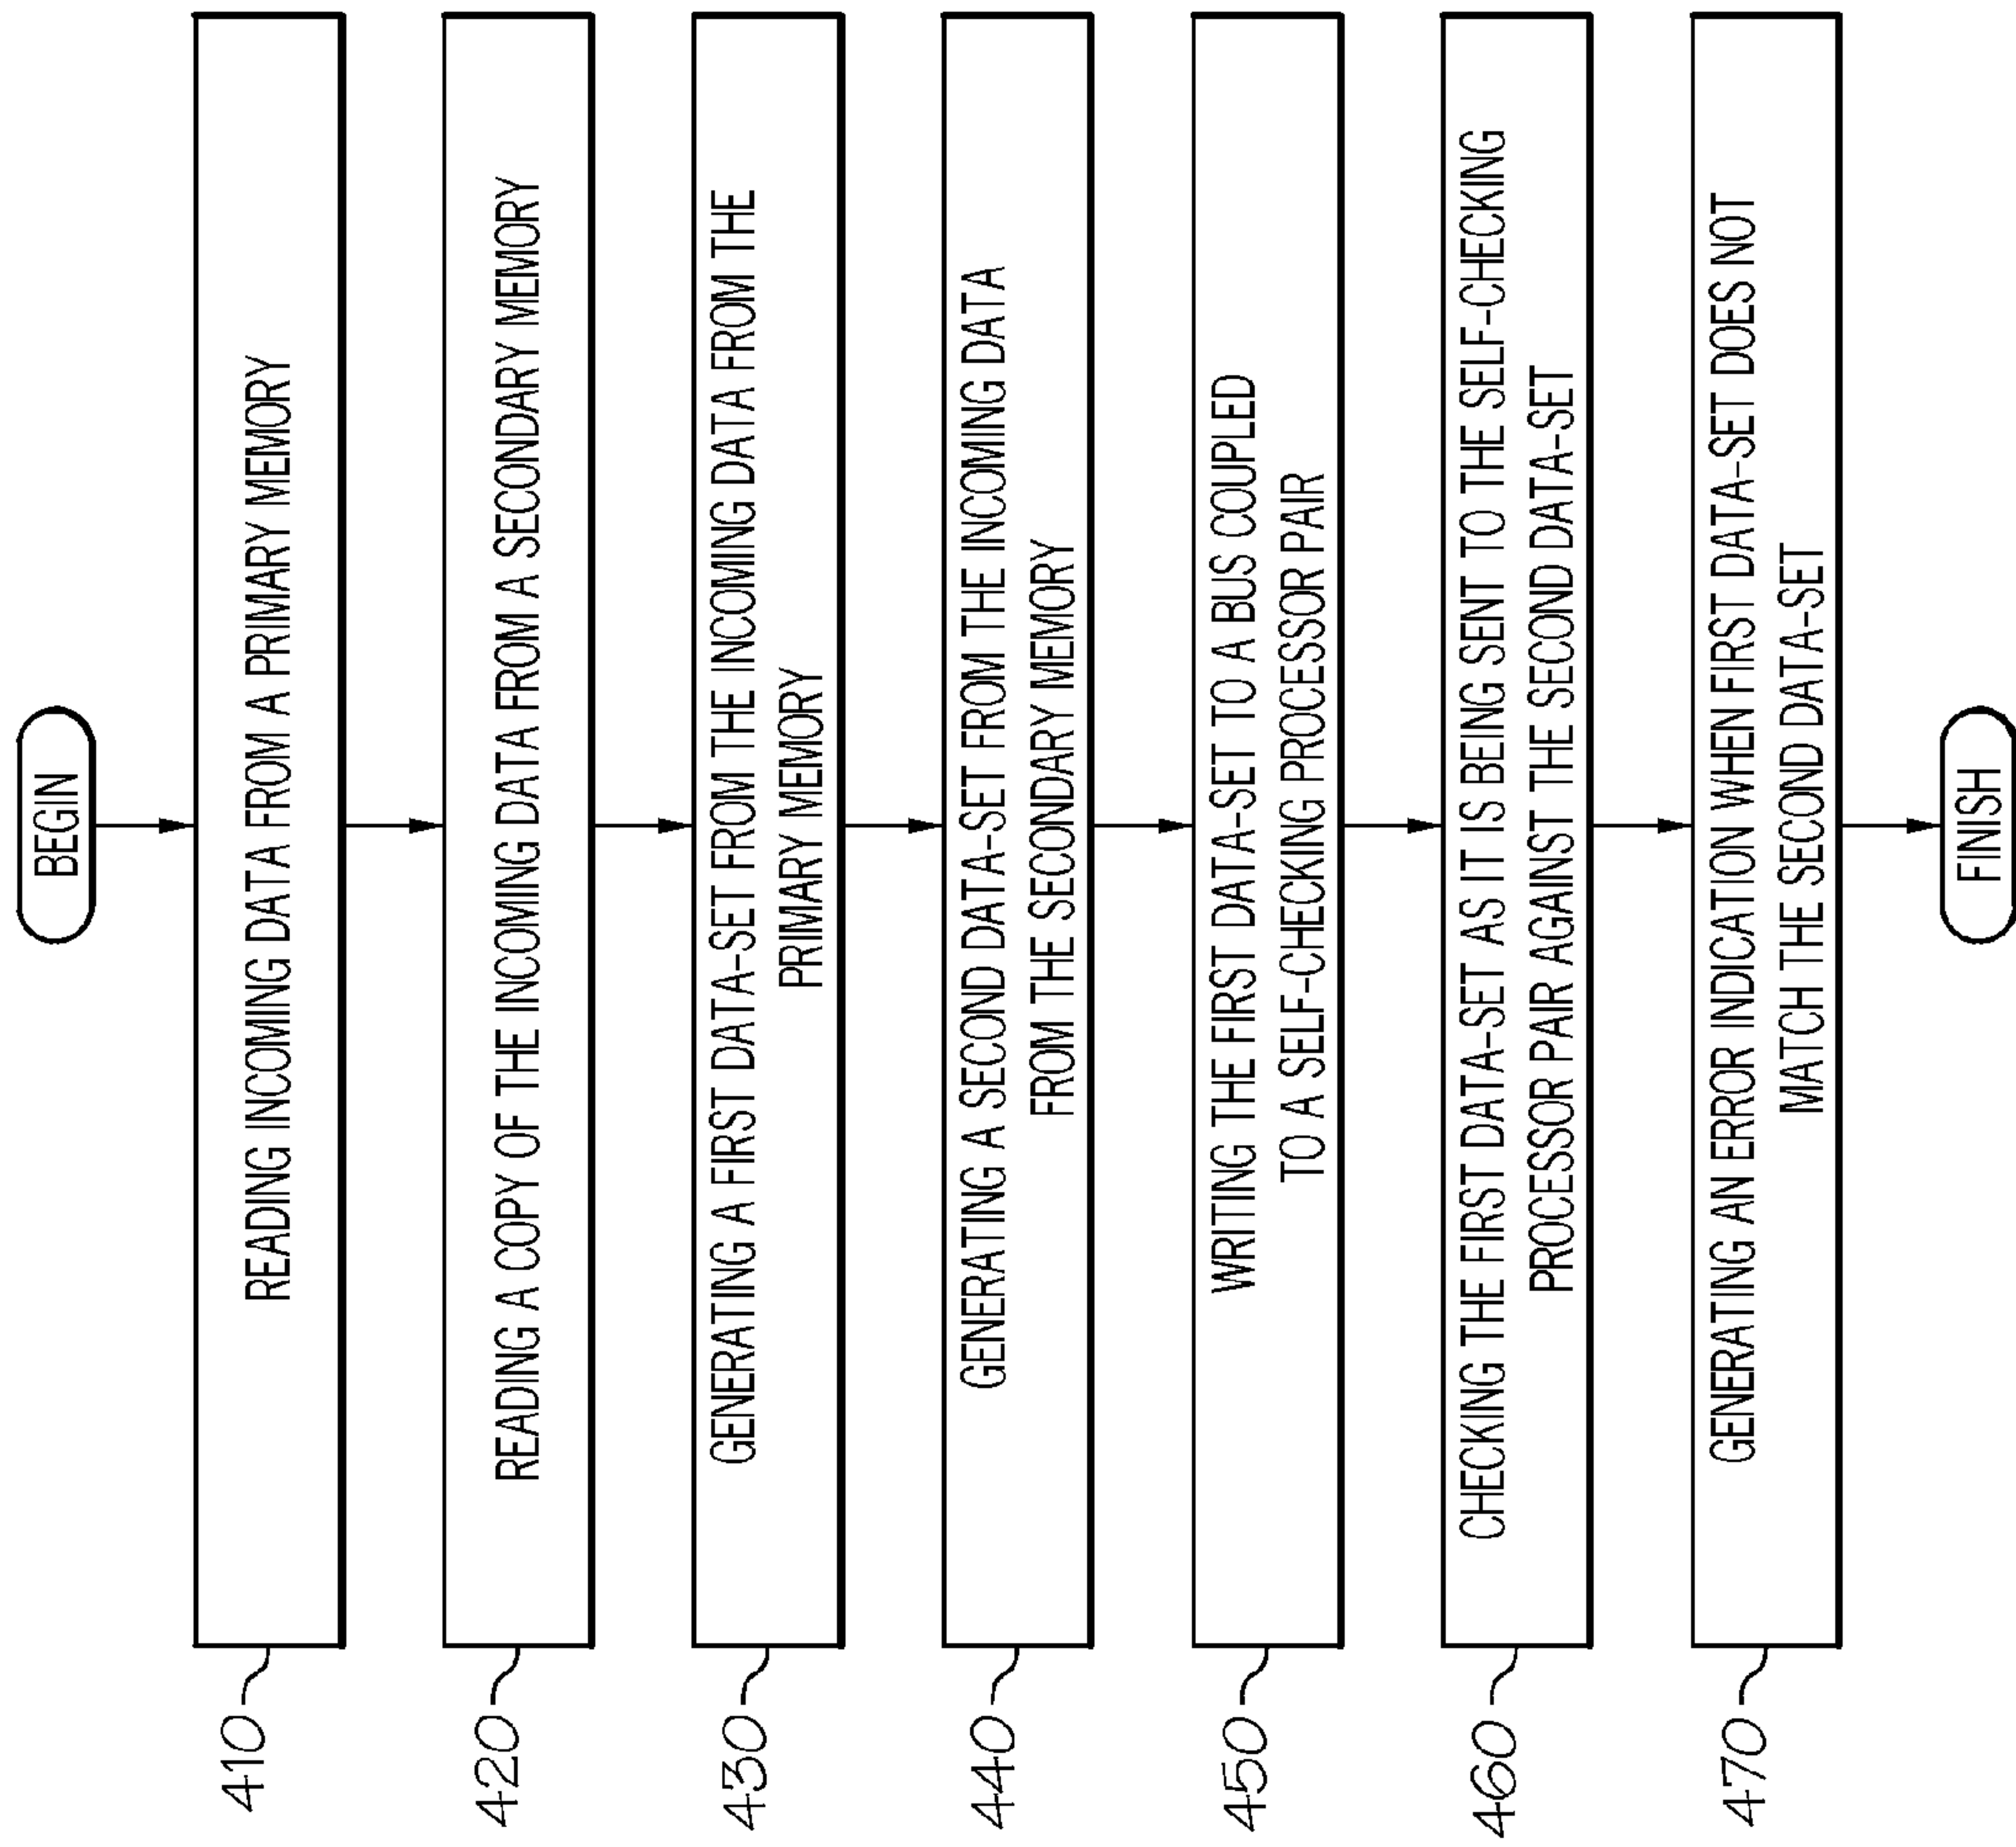 BEGIN
410
READING INCOMING DATA FROM A PRIMARY MEMORY
420
READING A COPY OF THE INCOMING DATA FROM A SECONDARY MEMORY
430
GENERATING A FIRST DATA-SET FROM THE INCOMING DATA FROM THE
PRIMARY MEMORY
440
GENERATING A SECOND DATA-SET FROM THE INCOMING DATA
FROM THE SECONDARY MEMORY
450
WRITING THE FIRST DATA-SET TO A BUS COUPLED
TO A SELF-CHECKING PROCESSOR PAIR
460
CHECKING THE FIRST DATA-SET AS IT IS BEING SENT TO THE SELF-CHECKING
PROCESSOR PAIR AGAINST THE SECOND DATA-SET
470
GENERATING AN ERROR INDICATION WHEN FIRST DATA-SET DOES NOT
MATCH THE SECOND DATA-SET
FINISH